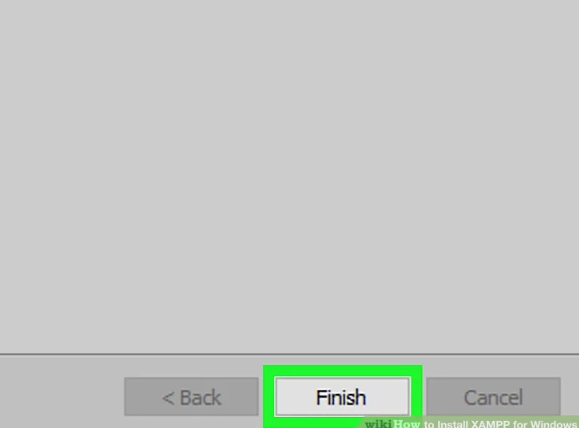 < Back Finish Cancel
wikiHow to Install XAMPP for Windows